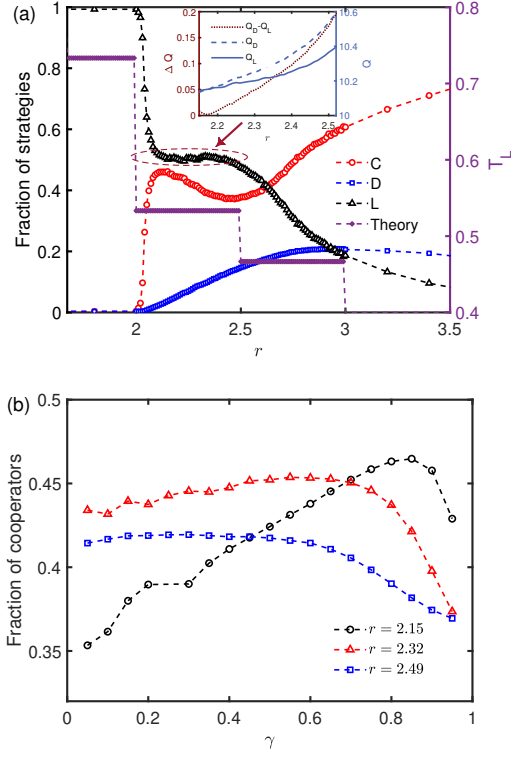 (a)
Fraction of strategies
1
0.8
0.6
0.4
0.2
0
2
2.5
3
3.5
r
0.8
0.7
0.6
0.5
0.4
T_L
C
D
L
Theory
0.2
0.15
0.1
0.05
0
Δ Q
2.2
2.3
2.4
2.5
r
10.6
10.4
10.2
10
Q
Q_D-Q_L
Q_D
Q_L
(b)
Fraction of cooperators
0.5
0.45
0.4
0.35
0
0.2
0.4
0.6
0.8
1
γ
r = 2.15
r = 2.32
r = 2.49